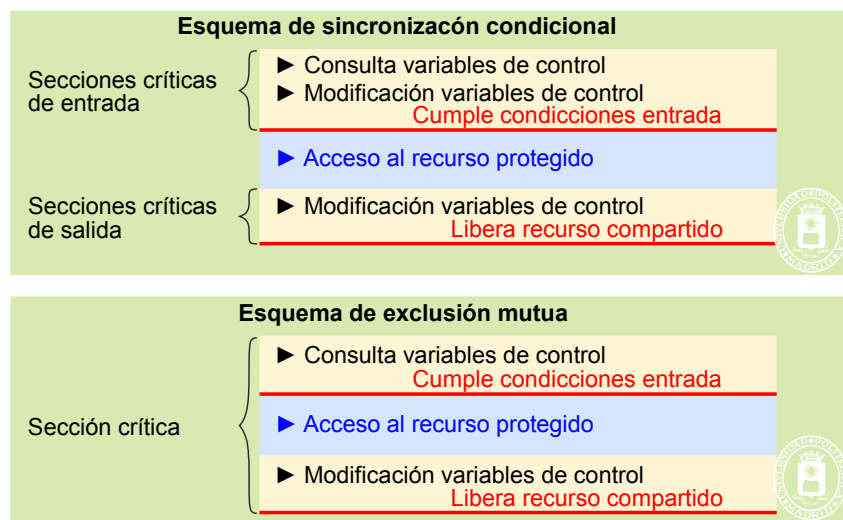 Esquema de sincronizacón condicional
Secciones críticas
de entrada
► Consulta variables de control
► Modificación variables de control
Cumple condicciones entrada
► Acceso al recurso protegido
Secciones críticas
de salida
► Modificación variables de control
Libera recurso compartido
Esquema de exclusión mutua
Sección crítica
► Consulta variables de control
Cumple condicciones entrada
► Acceso al recurso protegido
► Modificación variables de control
Libera recurso compartido